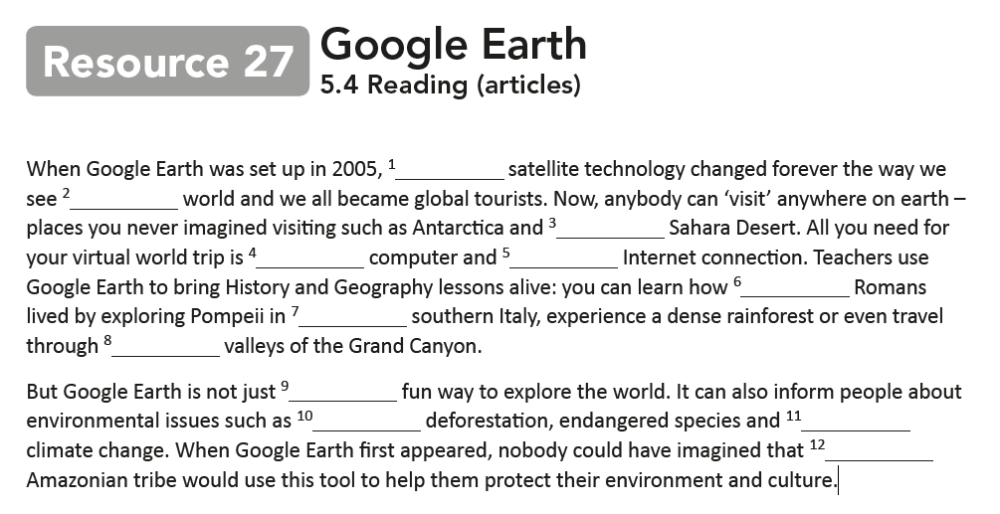 Resource 27
Google Earth
5.4 Reading (articles)
When Google Earth was set up in 2005, 1__________ satellite technology changed forever the way we
see 2__________ world and we all became global tourists. Now, anybody can ‘visit’ anywhere on earth –
places you never imagined visiting such as Antarctica and 3__________ Sahara Desert. All you need for
your virtual world trip is 4__________ computer and 5__________ Internet connection. Teachers use
Google Earth to bring History and Geography lessons alive: you can learn how 6__________ Romans
lived by exploring Pompeii in 7__________ southern Italy, experience a dense rainforest or even travel
through 8__________ valleys of the Grand Canyon.
But Google Earth is not just 9__________ fun way to explore the world. It can also inform people about
environmental issues such as 10__________ deforestation, endangered species and 11__________
climate change. When Google Earth first appeared, nobody could have imagined that 12__________
Amazonian tribe would use this tool to help them protect their environment and culture.